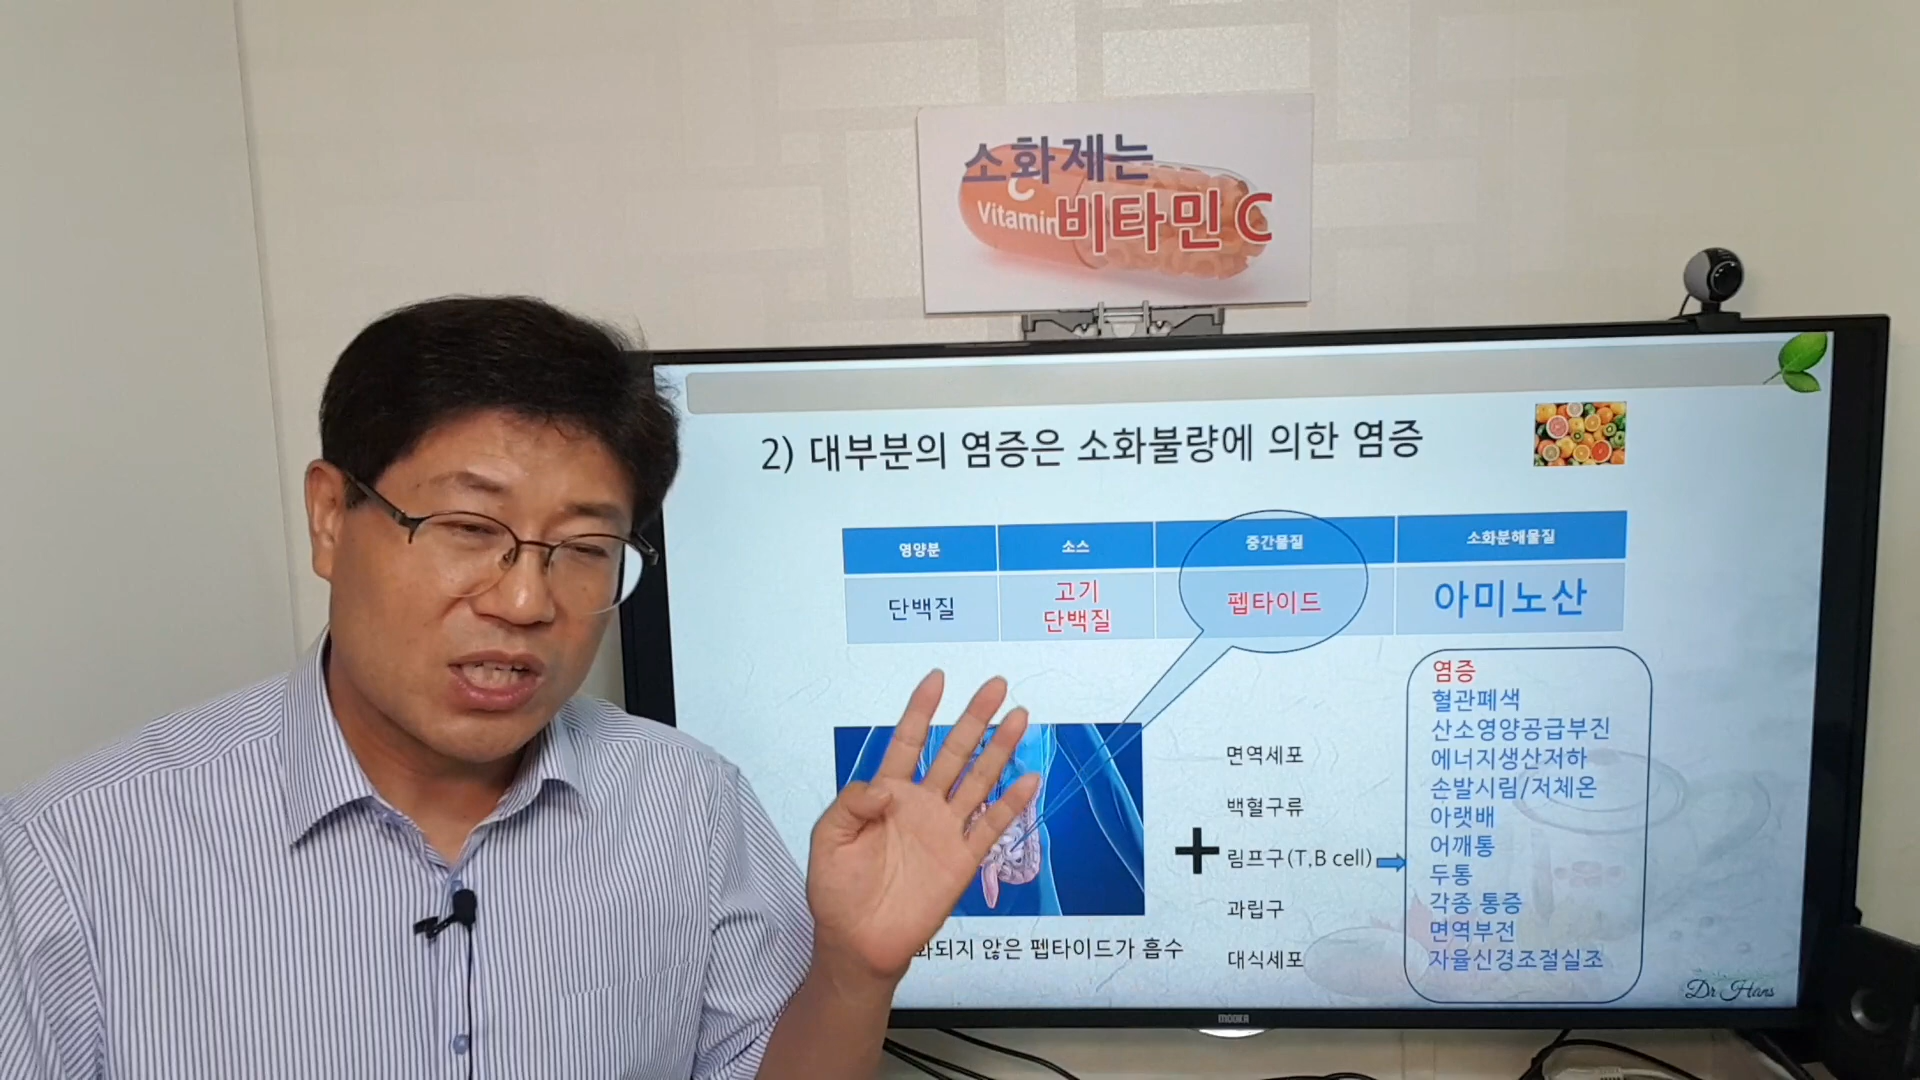 소화제는
C
Vitamin
비타민 C
2) 대부분의 염증은 소화불량에 의한 염증
영양분 소스 중간물질 소화분해물질
단백질 고기 단백질 펩타이드 아미노산
화되지 않은 펩타이드가 흡수
+
면역세포
백혈구류
림프구(T,B cell)
과립구
대식세포
염증
혈관폐색
산소영양공급부진
에너지생산저하
손발시림/저체온
아랫배
어깨통
두통
각종 통증
면역부전
자율신경조절실조
Dr Hans
MOOKA